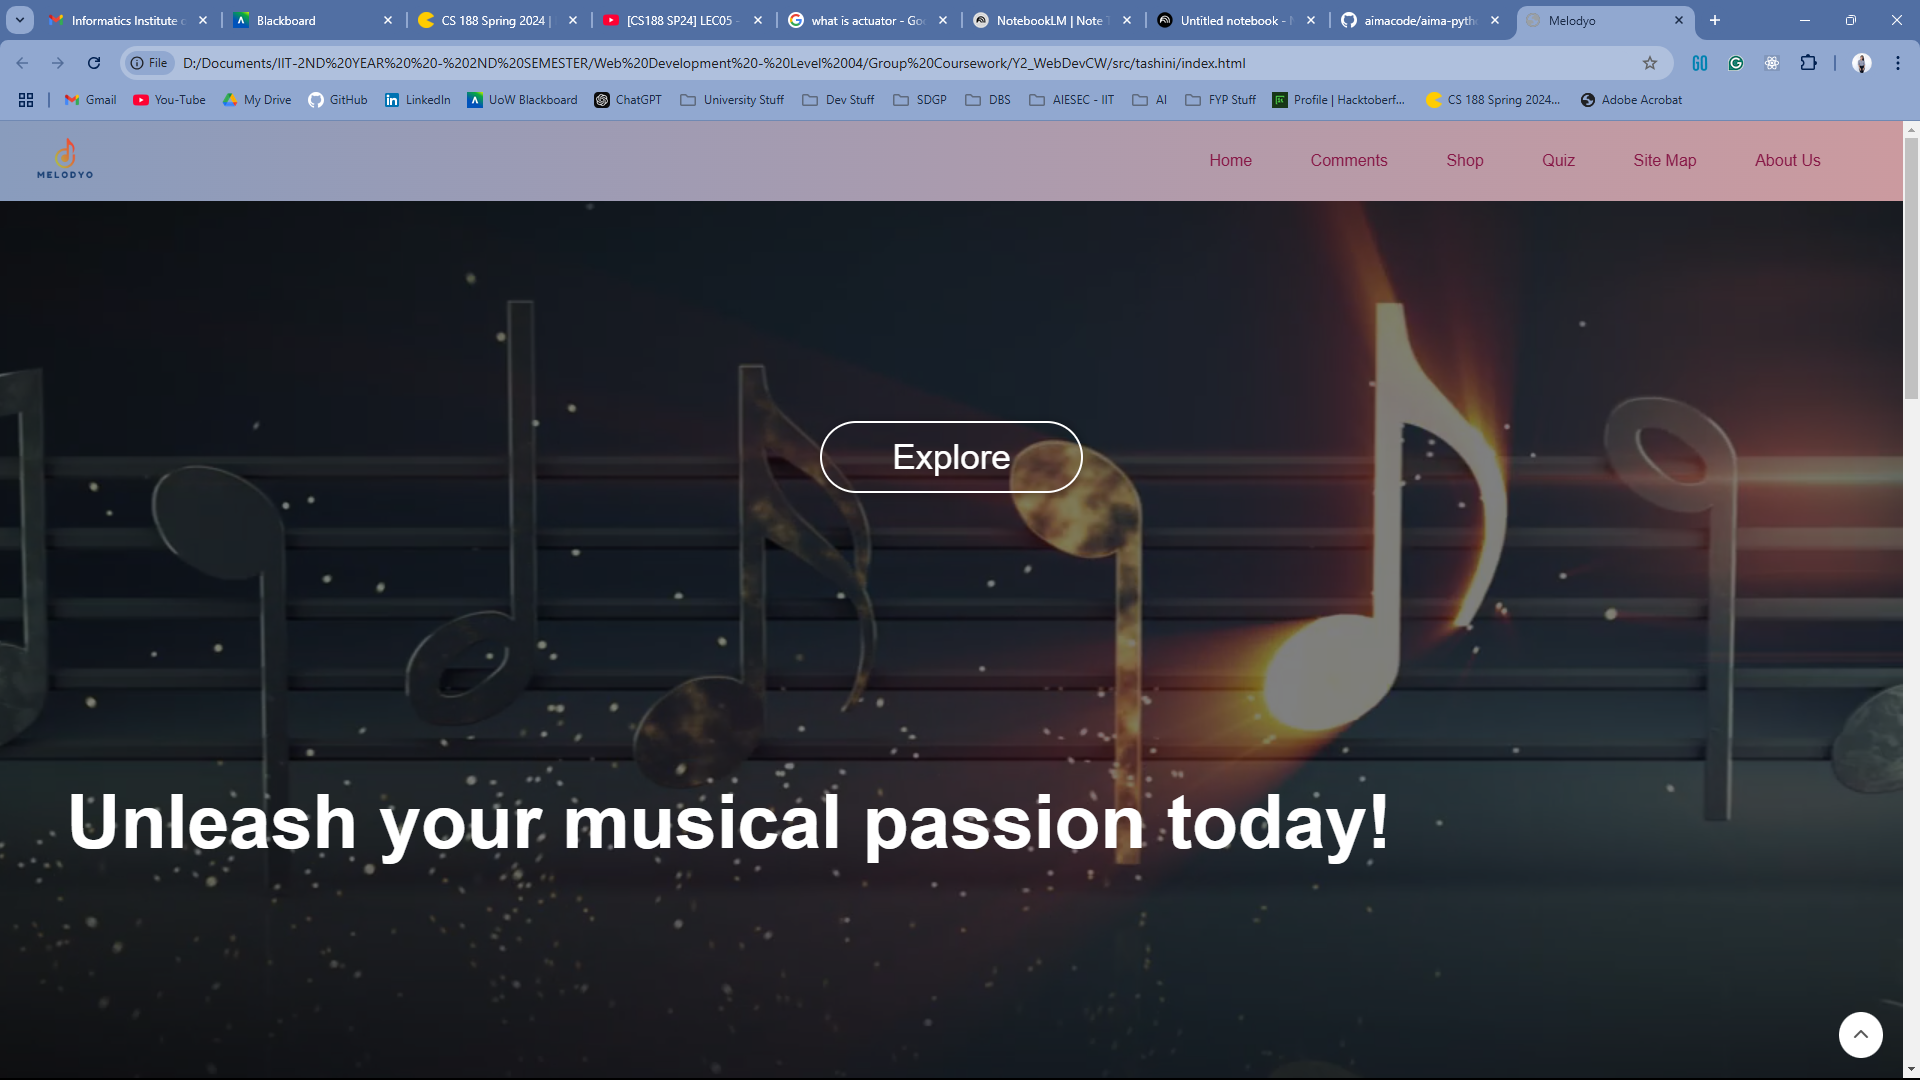 Informatics Institute
Blackboard
CS 188 Spring 2024 |
[CS188 SP24] LEC05 -
what is actuator - Goo
NotebookLM | Note T
Untitled notebook - N
aimacode/aima-pyth
Melodyo
File
D:/Documents/IIT-2ND%20YEAR%20%20-%202ND%20SEMESTER/Web%20Development%20-%20Level%2004/Group%20Coursework/Y2_WebDevCW/src/tashini/index.html
Gmail
You-Tube
My Drive
GitHub
LinkedIn
UoW Blackboard
ChatGPT
University Stuff
Dev Stuff
SDGP
DBS
AIESEC - IIT
AI
FYP Stuff
Profile | Hacktoberf...
CS 188 Spring 2024...
Adobe Acrobat
MELODYO
Home
Comments
Shop
Quiz
Site Map
About Us
Explore
Unleash your musical passion today!